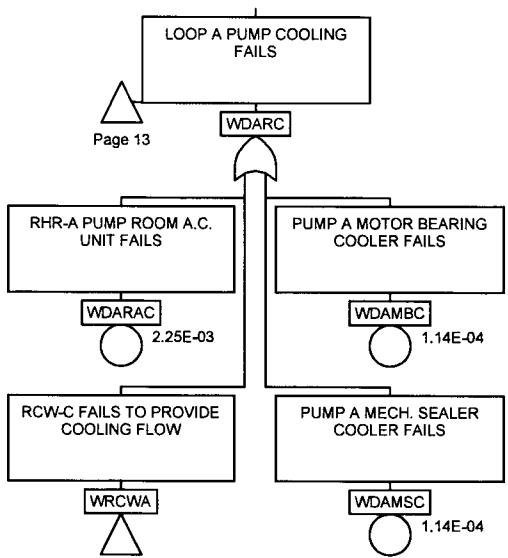 LOOP A PUMP COOLING
FAILS
Page 13
WDARC
RHR-A PUMP ROOM A.C.
UNIT FAILS
WDARAC
2.25E-03
PUMP A MOTOR BEARING
COOLER FAILS
WDAMBC
1.14E-04
RCW-C FAILS TO PROVIDE
COOLING FLOW
WRCWA
PUMP A MECH. SEALER
COOLER FAILS
WDAMSC
1.14E-04